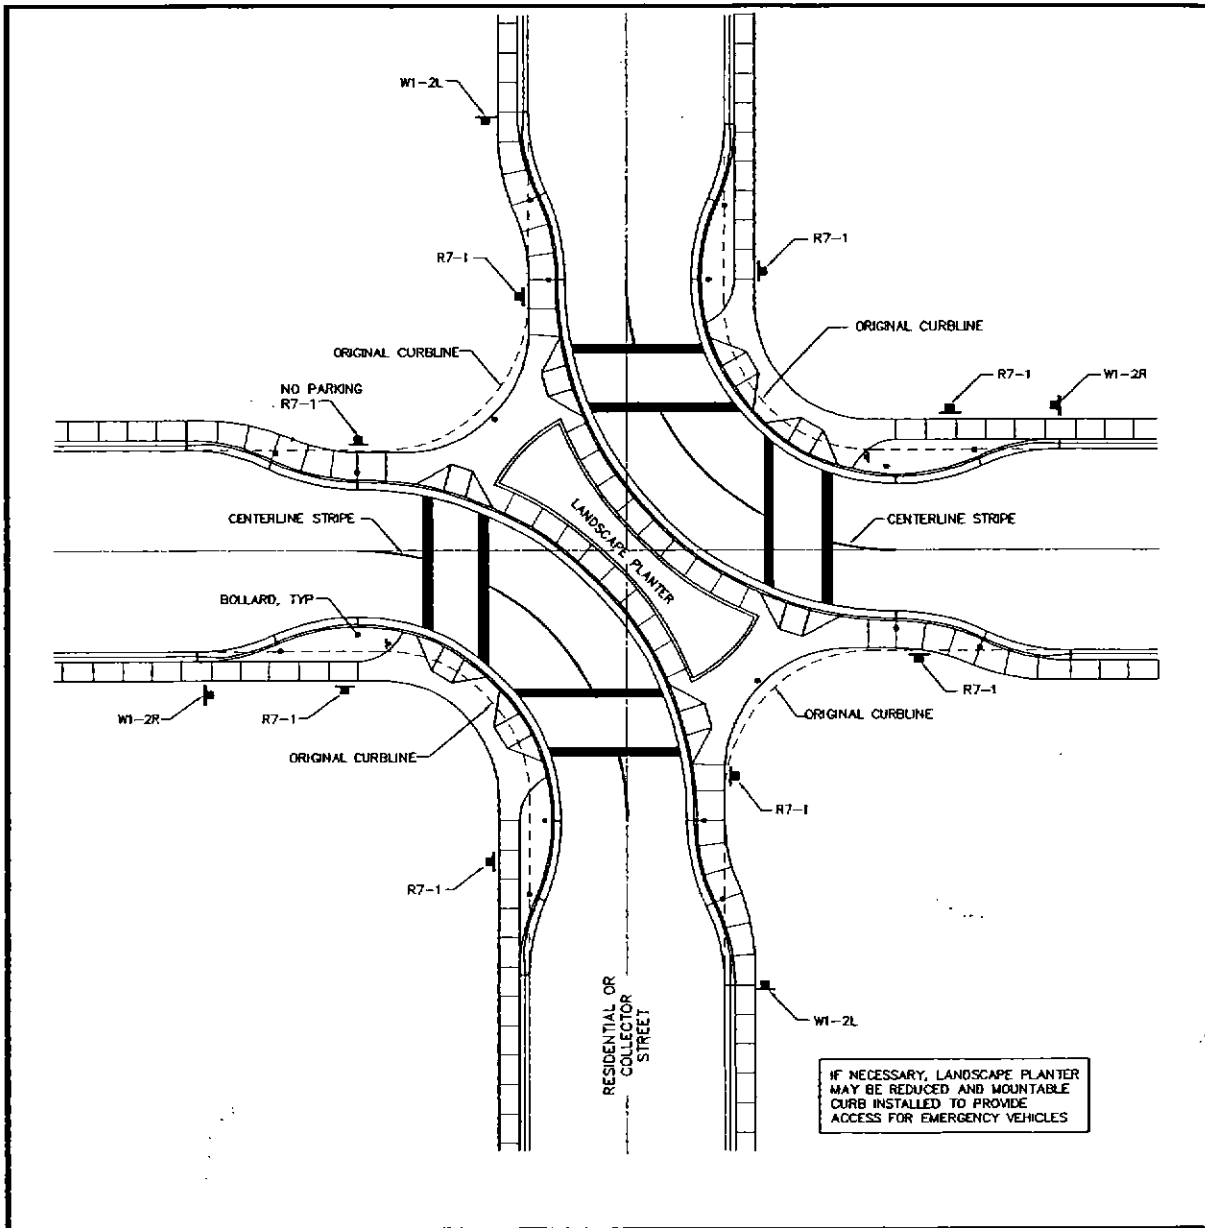 W1-2L
R7-1
R7-1
ORIGINAL CURBLINE
ORIGINAL CURBLINE
NO PARKING
R7-1
R7-1
W1-2R
LANDSCAPE PLANTER
CENTERLINE STRIPE
CENTERLINE STRIPE
BOLLARD, TYP
W1-2R
R7-1
R7-1
ORIGINAL CURBLINE
ORIGINAL CURBLINE
R7-1
R7-1
RESIDENTIAL OR
COLLECTOR
STREET
W1-2L
IF NECESSARY, LANDSCAPE PLANTER
MAY BE REDUCED AND MOUNTABLE
CURB INSTALLED TO PROVIDE
ACCESS FOR EMERGENCY VEHICLES